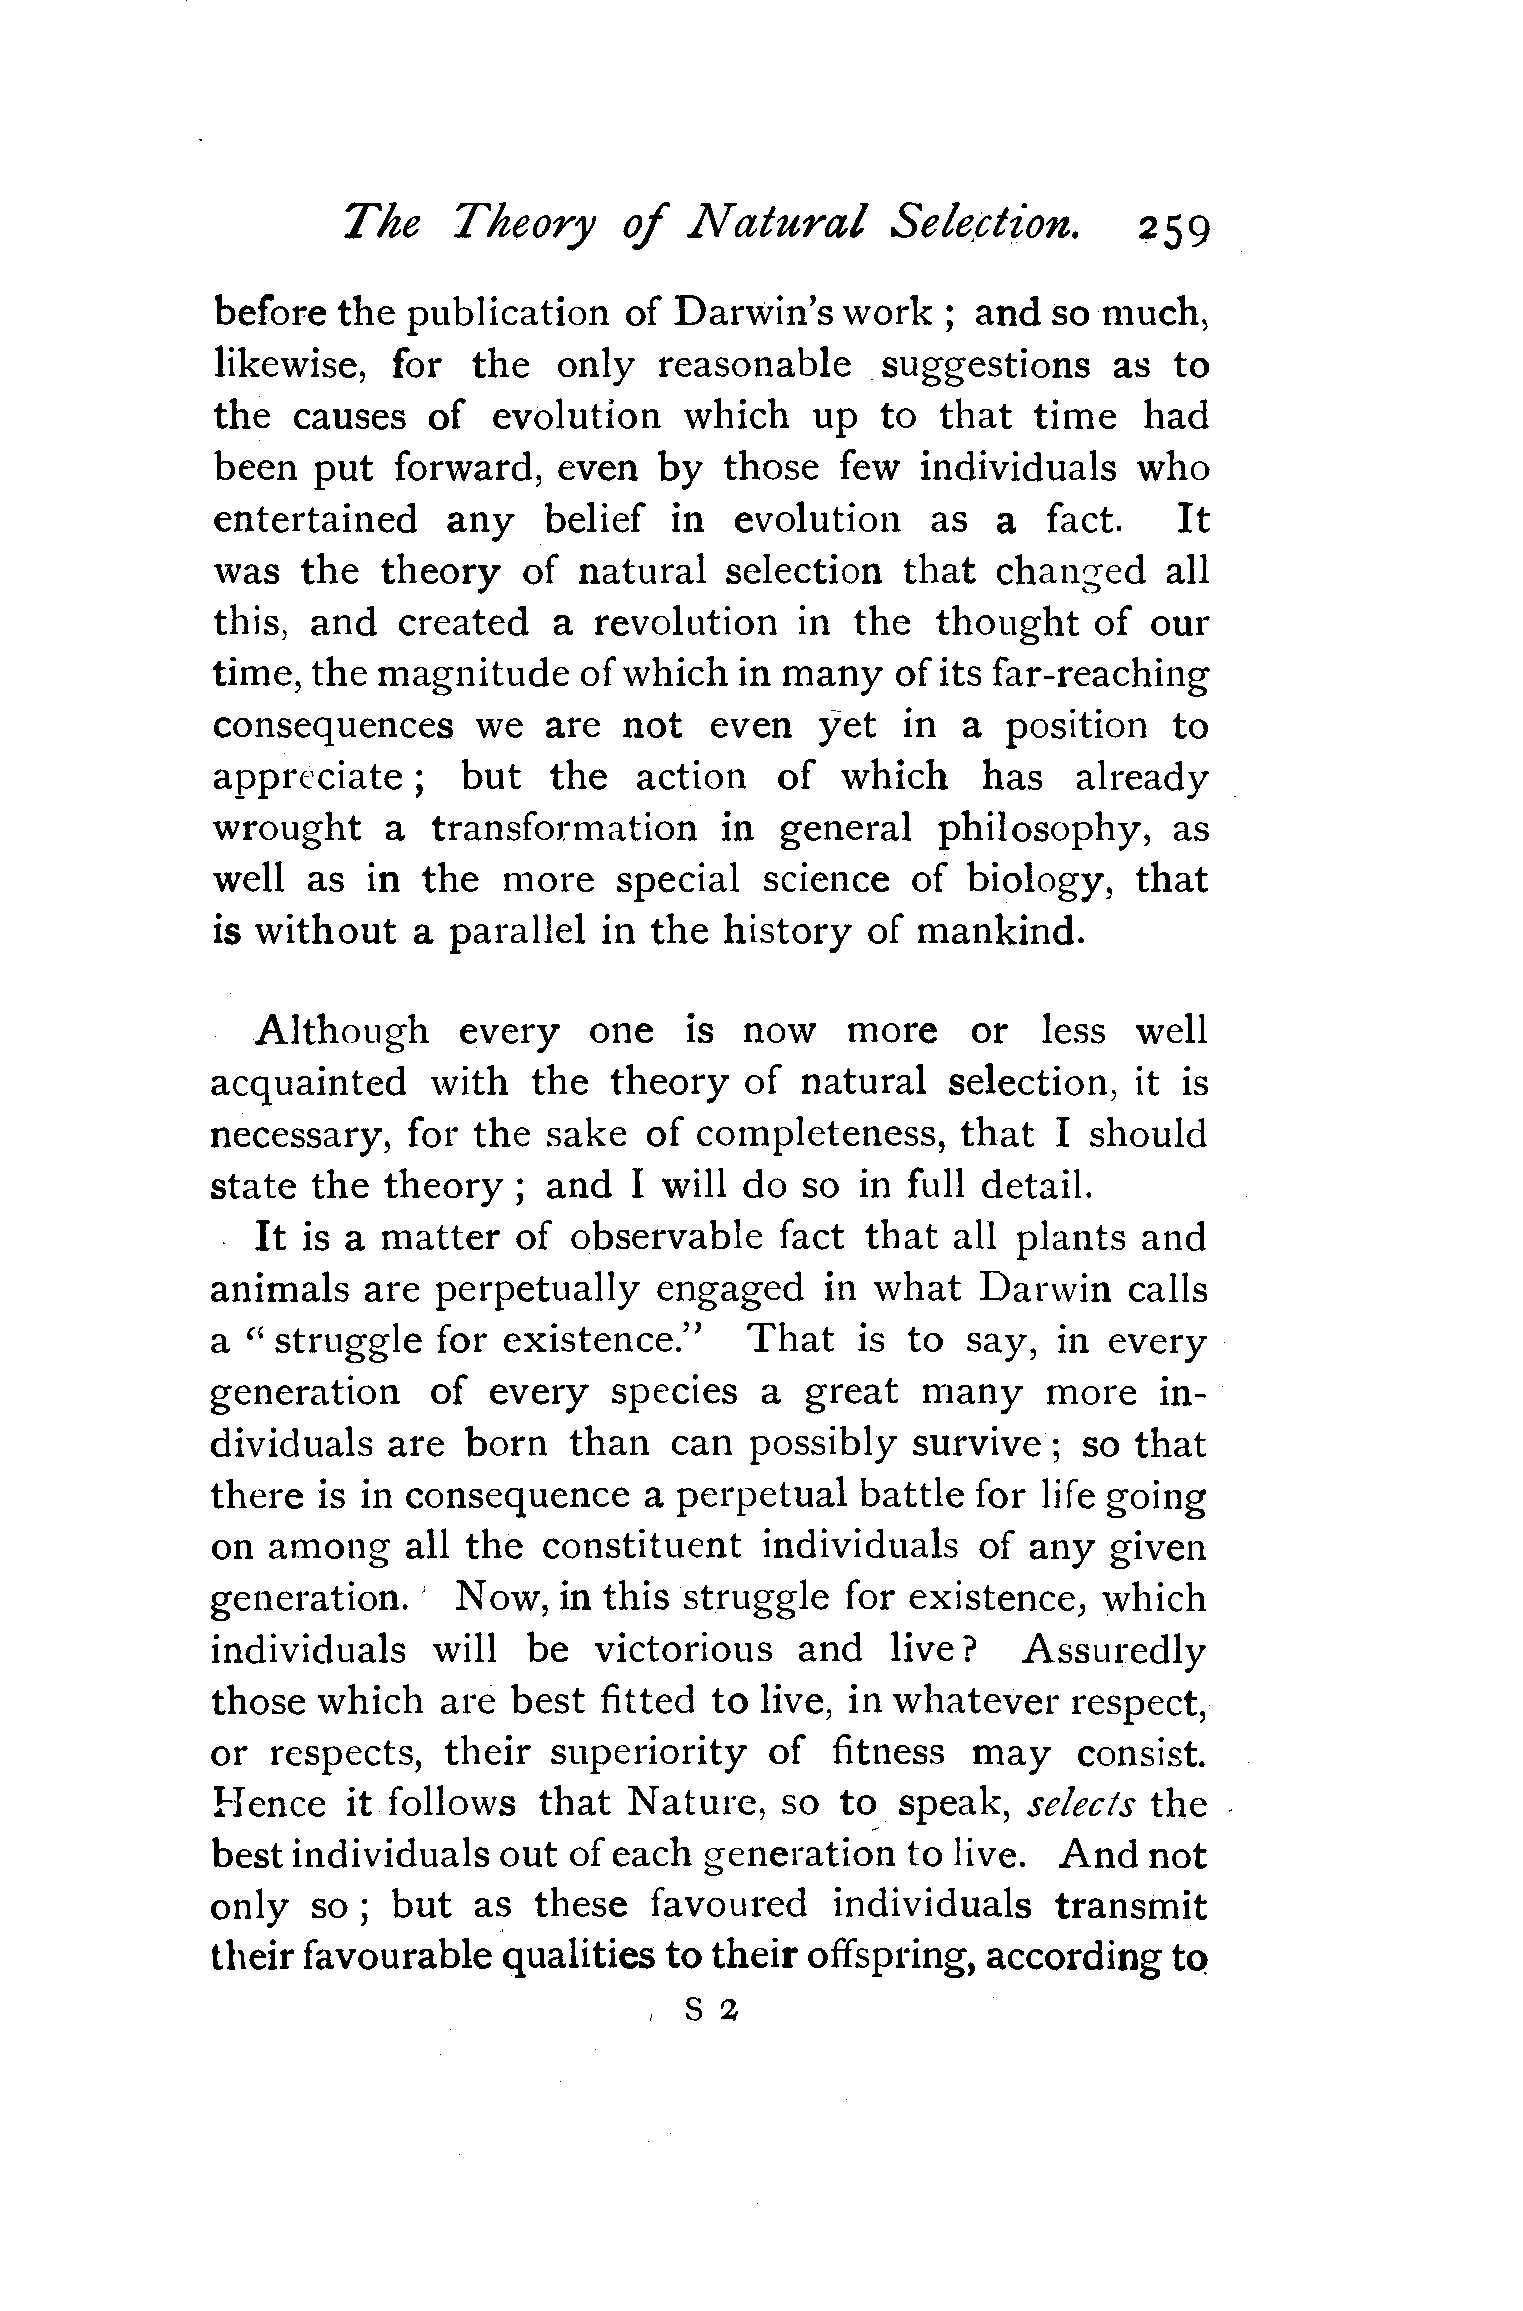 The Theory of Natural Selection. 259
before the publication of Darwin's work ; and so much,
likewise, for the only reasonable suggestions as to
the causes of evolution which up to that time had
been put forward, even by those few individuals who
entertained any belief in evolution as a fact. It
was the theory of natural selection that changed all
this, and created a revolution in the thought of our
time, the magnitude of which in many of its far-reaching
consequences we are not even yet in a position to
appreciate ; but the action of which has already
wrought a transformation in general philosophy, as
well as in the more special science of biology, that
is without a parallel in the history of mankind.
Although every one is now more or less well
acquainted with the theory of natural selection, it is
necessary, for the sake of completeness, that I should
state the theory ; and I will do so in full detail.
It is a matter of observable fact that all plants and
animals are perpetually engaged in what Darwin calls
a “ struggle for existence.” That is to say, in every
generation of every species a great many more in-
dividuals are born than can possibly survive ; so that
there is in consequence a perpetual battle for life going
on among all the constituent individuals of any given
generation. Now, in this struggle for existence, which
individuals will be victorious and live ? Assuredly
those which are best fitted to live, in whatever respect,
or respects, their superiority of fitness may consist.
Hence it follows that Nature, so to speak, selects the
best individuals out of each generation to live. And not
only so ; but as these favoured individuals transmit
their favourable qualities to their offspring, according to
S 2